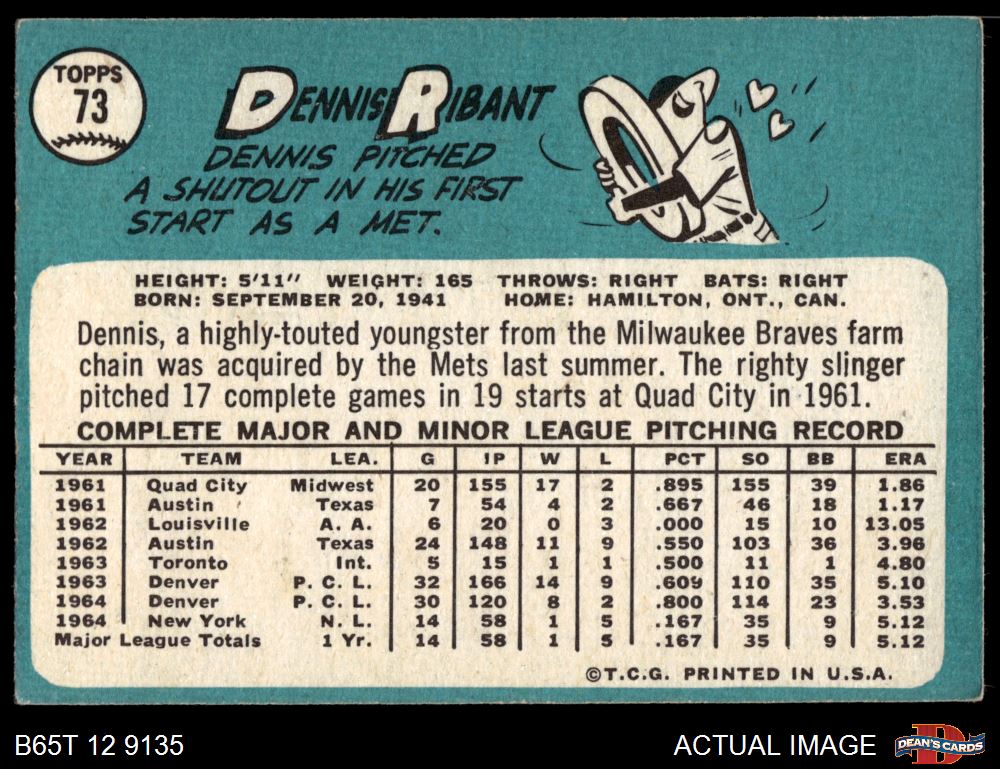 TOPPS
73
DENNIS RIBANT
DENNIS PITCHED
A SHUTOUT IN HIS FIRST
START AS A MET.
HEIGHT: 5'11" WEIGHT: 165 THROWS: RIGHT BATS: RIGHT
BORN: SEPTEMBER 20, 1941 HOME: HAMILTON, ONT., CAN.
Dennis, a highly-touted youngster from the Milwaukee Braves farm
chain was acquired by the Mets last summer. The righty slinger
pitched 17 complete games in 19 starts at Quad City in 1961.
COMPLETE MAJOR AND MINOR LEAGUE PITCHING RECORD
YEAR TEAM LEA. G IP W L PCT SO BB ERA
1961 Quad City Midwest 20 155 17 2 .895 155 39 1.86
1961 Austin Texas 7 54 4 2 .667 46 18 1.17
1962 Louisville A. A. 6 20 0 3 .000 15 10 13.05
1962 Austin Texas 24 148 11 9 .550 103 36 3.96
1963 Toronto Int. 5 15 1 1 .500 11 1 4.80
1963 Denver P. C. L. 32 166 14 9 .609 110 35 5.10
1964 Denver P. C. L. 30 120 8 2 .800 114 23 3.53
1964 New York N. L. 14 58 1 5 .167 35 9 5.12
Major League Totals 1 Yr. 14 58 1 5 .167 35 9 5.12
©T.C.G. PRINTED IN U.S.A.
B65T 12 9135 ACTUAL IMAGE D DEAN'S CARDS